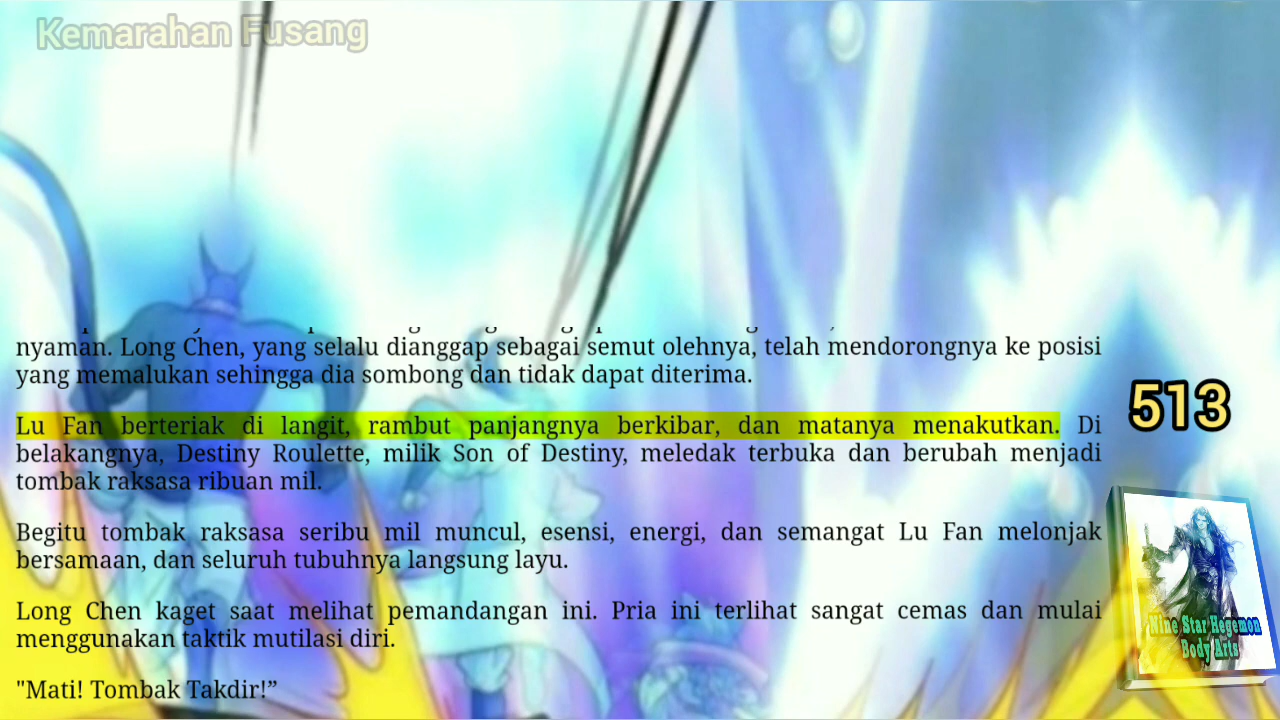 Kemarahan Fusang
nyaman. Long Chen, yang selalu dianggap sebagai semut olehnya, telah mendorongnya ke posisi
yang memalukan sehingga dia sombong dan tidak dapat diterima.
Lu Fan berteriak di langit, rambut panjangnya berkibar, dan matanya menakutkan. Di
belakangnya, Destiny Roulette, milik Son of Destiny, meledak terbuka dan berubah menjadi
tombak raksasa ribuan mil.
Begitu tombak raksasa seribu mil muncul, esensi, energi, dan semangat Lu Fan melonjak
bersamaan, dan seluruh tubuhnya langsung layu.
Long Chen kaget saat melihat pemandangan ini. Pria ini terlihat sangat cemas dan mulai
menggunakan taktik mutilasi diri.
"Mati! Tombak Takdir!”
513
Nine Star Hegemon
Body Arts